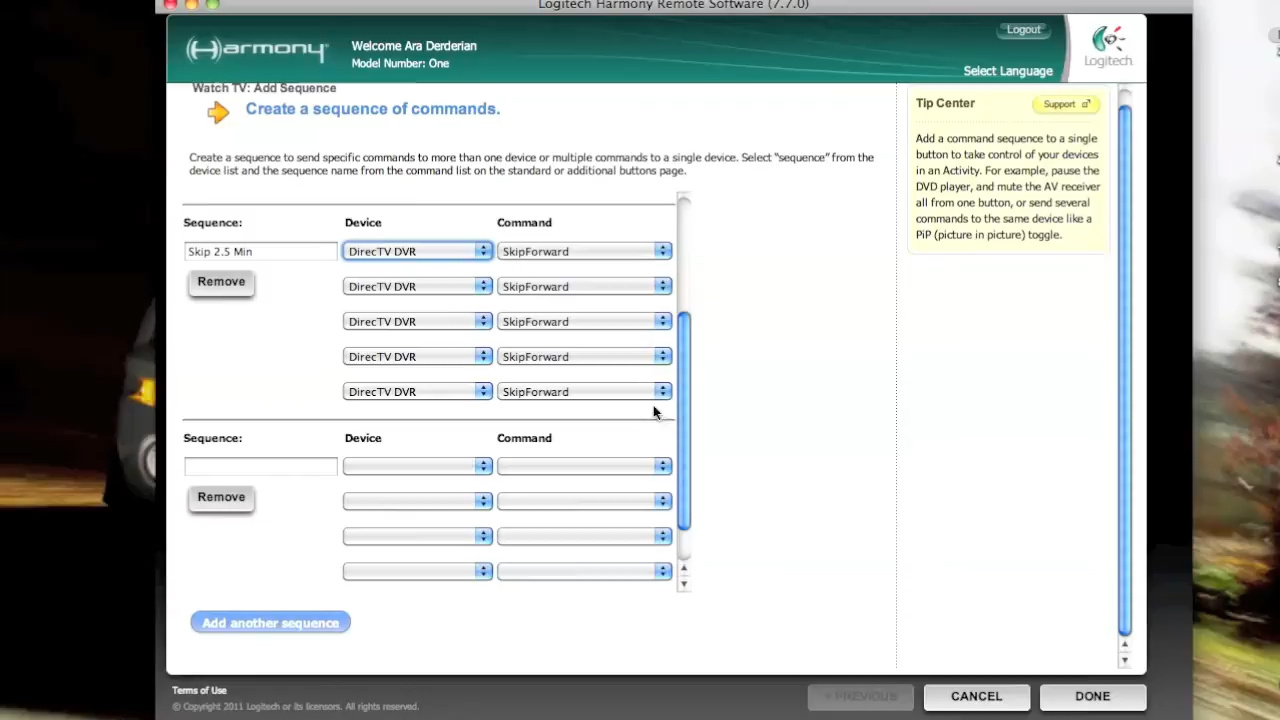 Logitech Harmony Remote Software (7.7.0)
Harmony
Welcome Ara Derderian
Model Number: One
Logout
Select Language
Logitech
Watch TV: Add Sequence
Create a sequence of commands.
Create a sequence to send specific commands to more than one device or multiple commands to a single device. Select "sequence" from the
device list and the sequence name from the command list on the standard or additional buttons page.
Sequence: Device Command
Skip 2.5 Min DirecTV DVR SkipForward
Remove DirecTV DVR SkipForward
DirecTV DVR SkipForward
DirecTV DVR SkipForward
DirecTV DVR SkipForward
Sequence: Device Command
Remove
Add another sequence
Tip Center Support
Add a command sequence to a single
button to take control of your devices
in an Activity. For example, pause the
DVD player, and mute the AV receiver
all from one button, or send several
commands to the same device like a
PiP (picture in picture) toggle.
Terms of Use
© Copyright 2011 Logitech or its licensors. All rights reserved.
< PREVIOUS CANCEL DONE